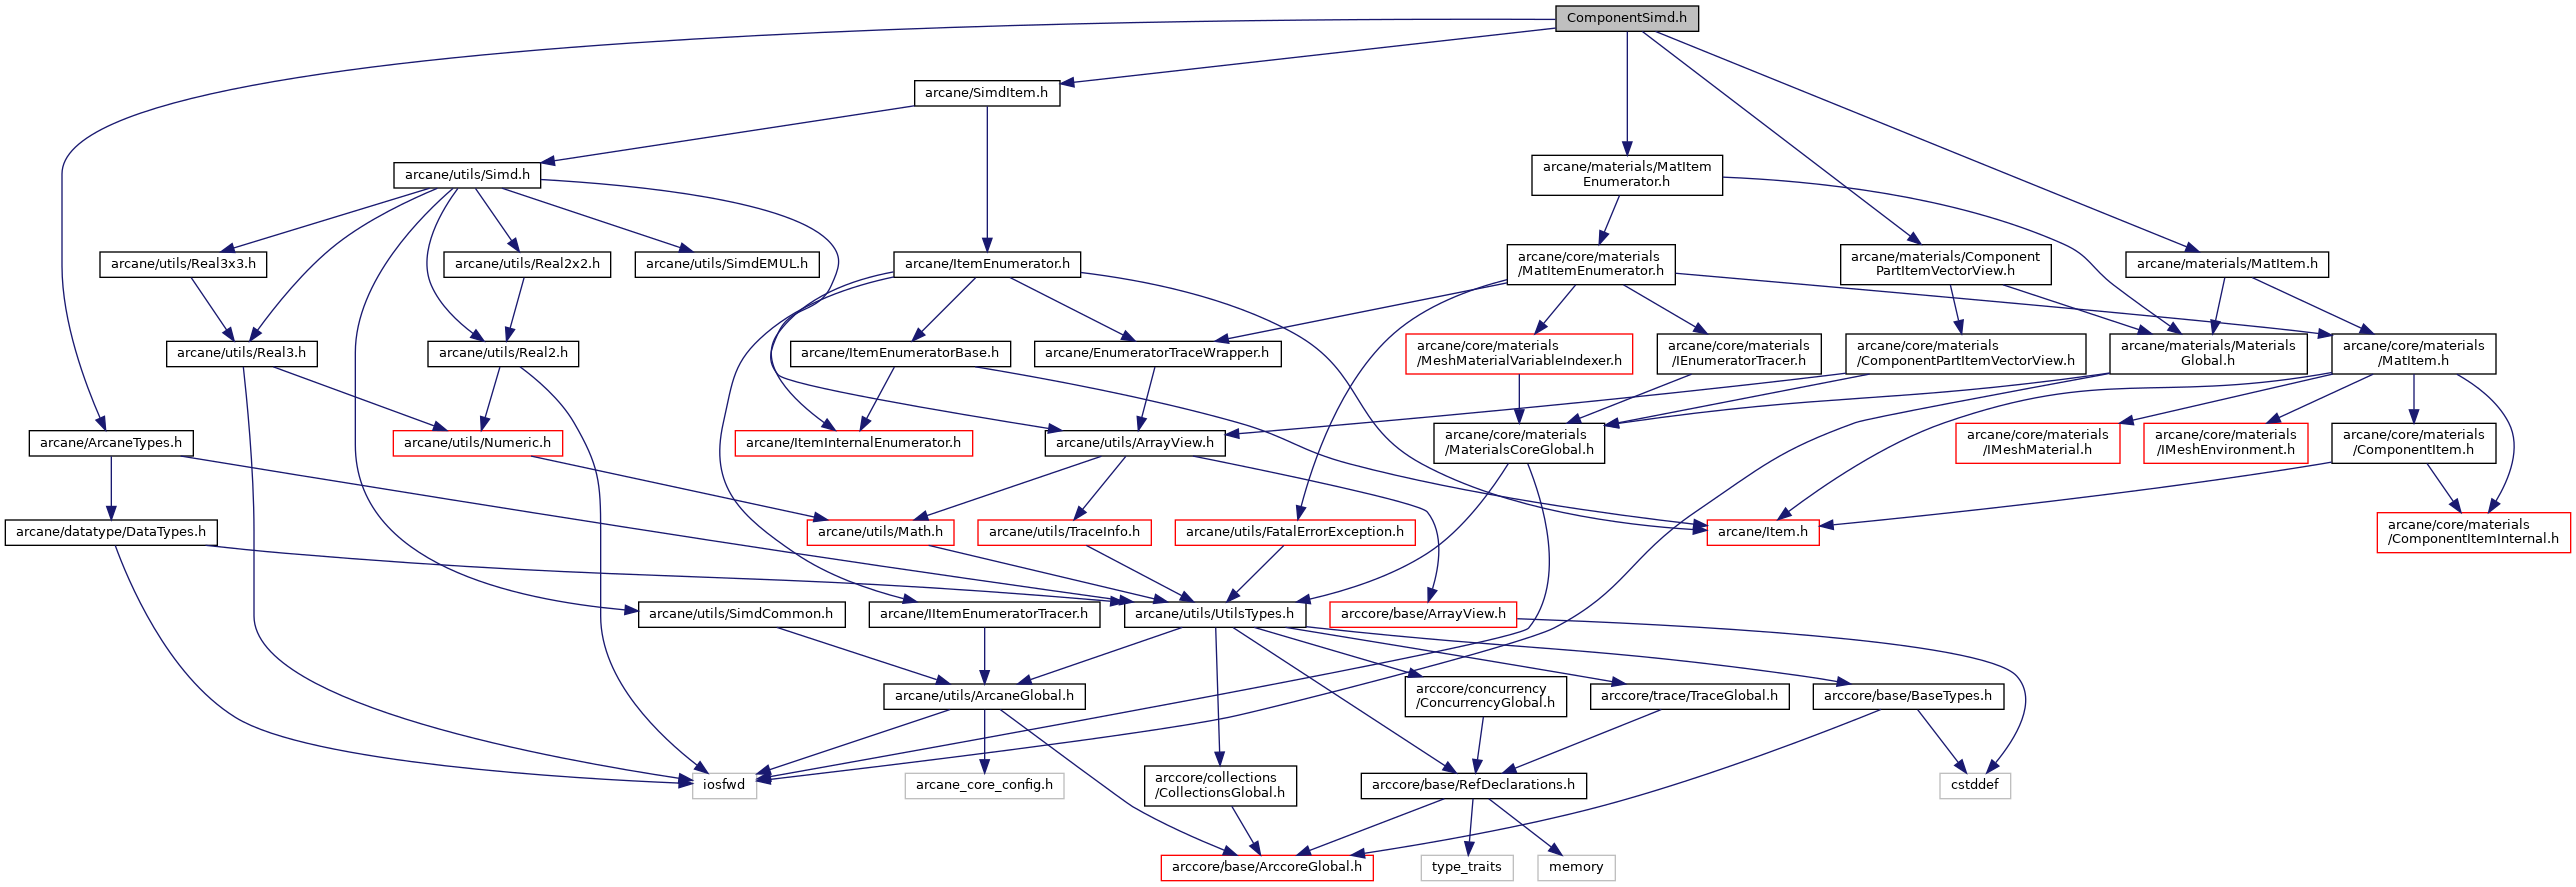 ComponentSimd.h
arcane/SimdItem.h
arcane/materials/MatItem
Enumerator.h
arcane/utils/Simd.h
arcane/utils/Real3x3.h
arcane/utils/Real2x2.h
arcane/utils/SimdEMUL.h
arcane/ItemEnumerator.h
arcane/core/materials
/MatItemEnumerator.h
arcane/materials/Component
PartItemVectorView.h
arcane/materials/MatItem.h
arcane/utils/Real3.h
arcane/utils/Real2.h
arcane/ItemEnumeratorBase.h
arcane/EnumeratorTraceWrapper.h
arcane/core/materials
/MeshMaterialVariableIndexer.h
arcane/core/materials
/IEnumeratorTracer.h
arcane/core/materials
/ComponentPartItemVectorView.h
arcane/materials/Materials
Global.h
arcane/core/materials
/MatItem.h
arcane/ArcaneTypes.h
arcane/utils/Numeric.h
arcane/ItemInternalEnumerator.h
arcane/utils/ArrayView.h
arcane/core/materials
/MaterialsCoreGlobal.h
arcane/core/materials
/IMeshMaterial.h
arcane/core/materials
/IMeshEnvironment.h
arcane/core/materials
/ComponentItem.h
arcane/datatype/DataTypes.h
arcane/utils/Math.h
arcane/utils/TraceInfo.h
arcane/utils/FatalErrorException.h
arcane/Item.h
arcane/core/materials
/ComponentItemInternal.h
arcane/utils/SimdCommon.h
arcane/IItemEnumeratorTracer.h
arcane/utils/UtilsTypes.h
arccore/base/ArrayView.h
arcane/utils/ArcaneGlobal.h
arccore/concurrency
/ConcurrencyGlobal.h
arccore/trace/TraceGlobal.h
arccore/base/BaseTypes.h
iosfwd
arcane_core_config.h
arccore/collections
/CollectionsGlobal.h
arccore/base/RefDeclarations.h
cstddef
arccore/base/ArccoreGlobal.h
type_traits
memory